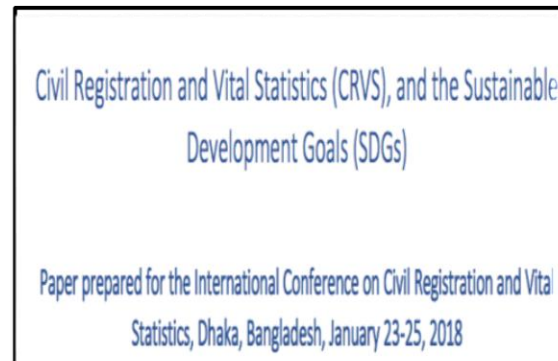 Civil Registration and Vital Statistics (CRVS), and the Sustainable
Development Goals (SDGs)
Paper prepared for the International Conference on Civil Registration and Vital
Statistics, Dhaka, Bangladesh, January 23-25, 2018